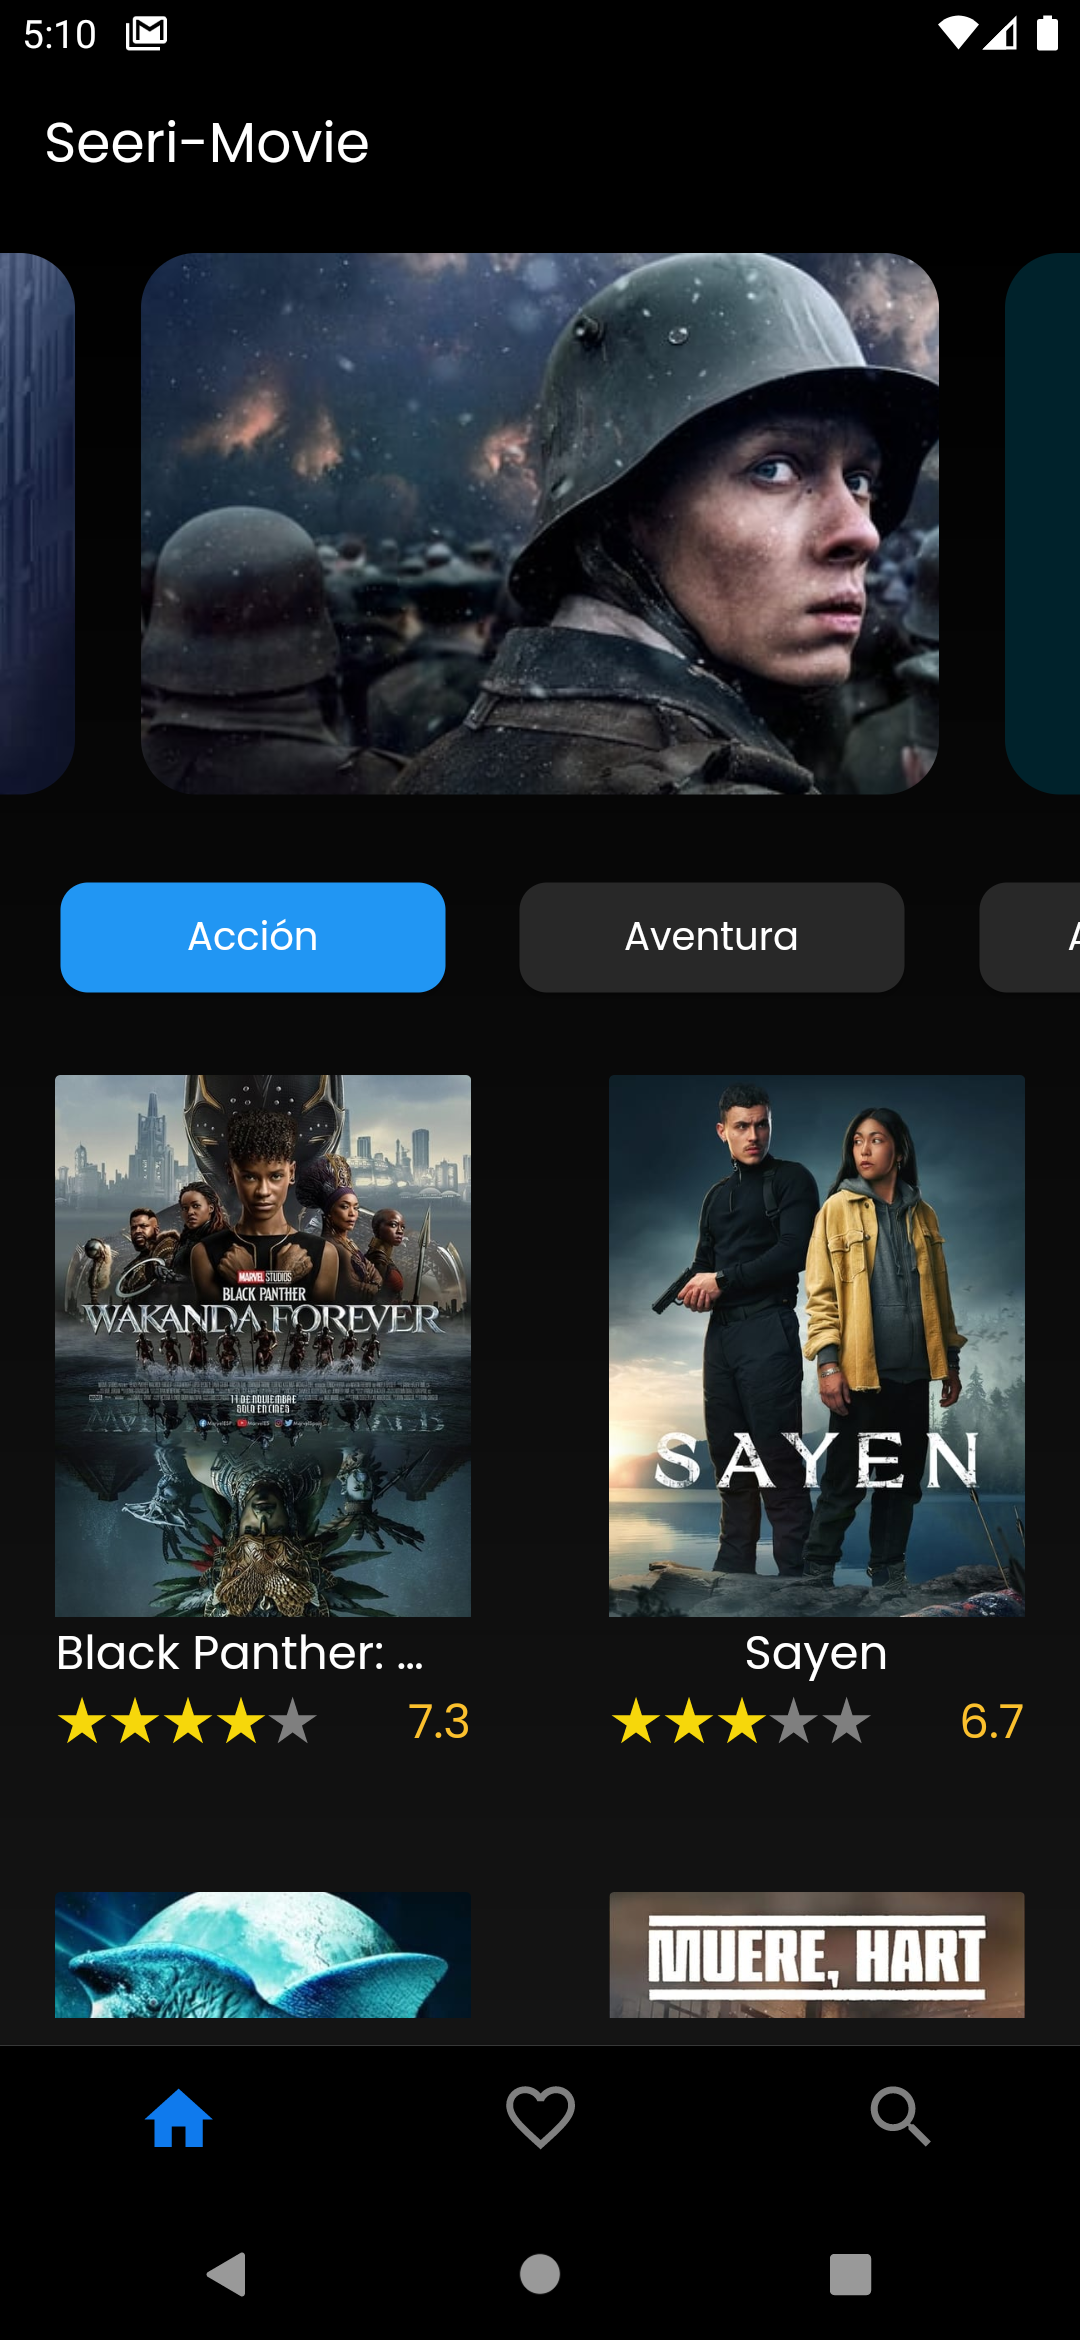 5:10
Seeri-Movie
Acción
Aventura
MARVEL STUDIOS
BLACK PANTHER
WAKANDA FOREVER
11 DE NOVIEMBRE
SOLO EN CINES
SAYEN
Black Panther: ...
Sayen
7.3
6.7
MUERE, HART